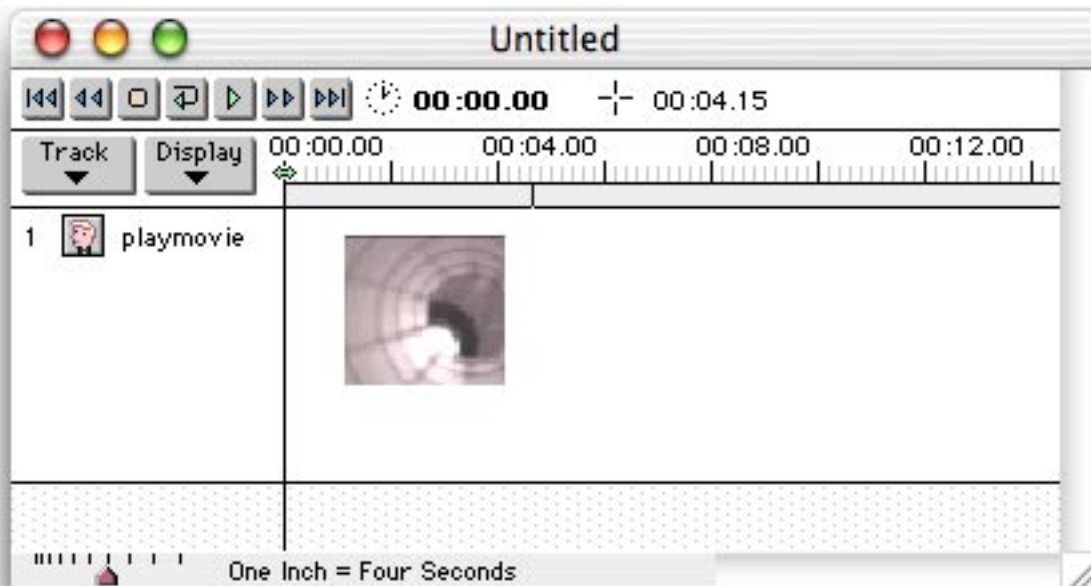 Untitled
00:00.00 00:04.15
Track Display 00:00.00 00:04.00 00:08.00 00:12.00
1 playmovie
One Inch = Four Seconds